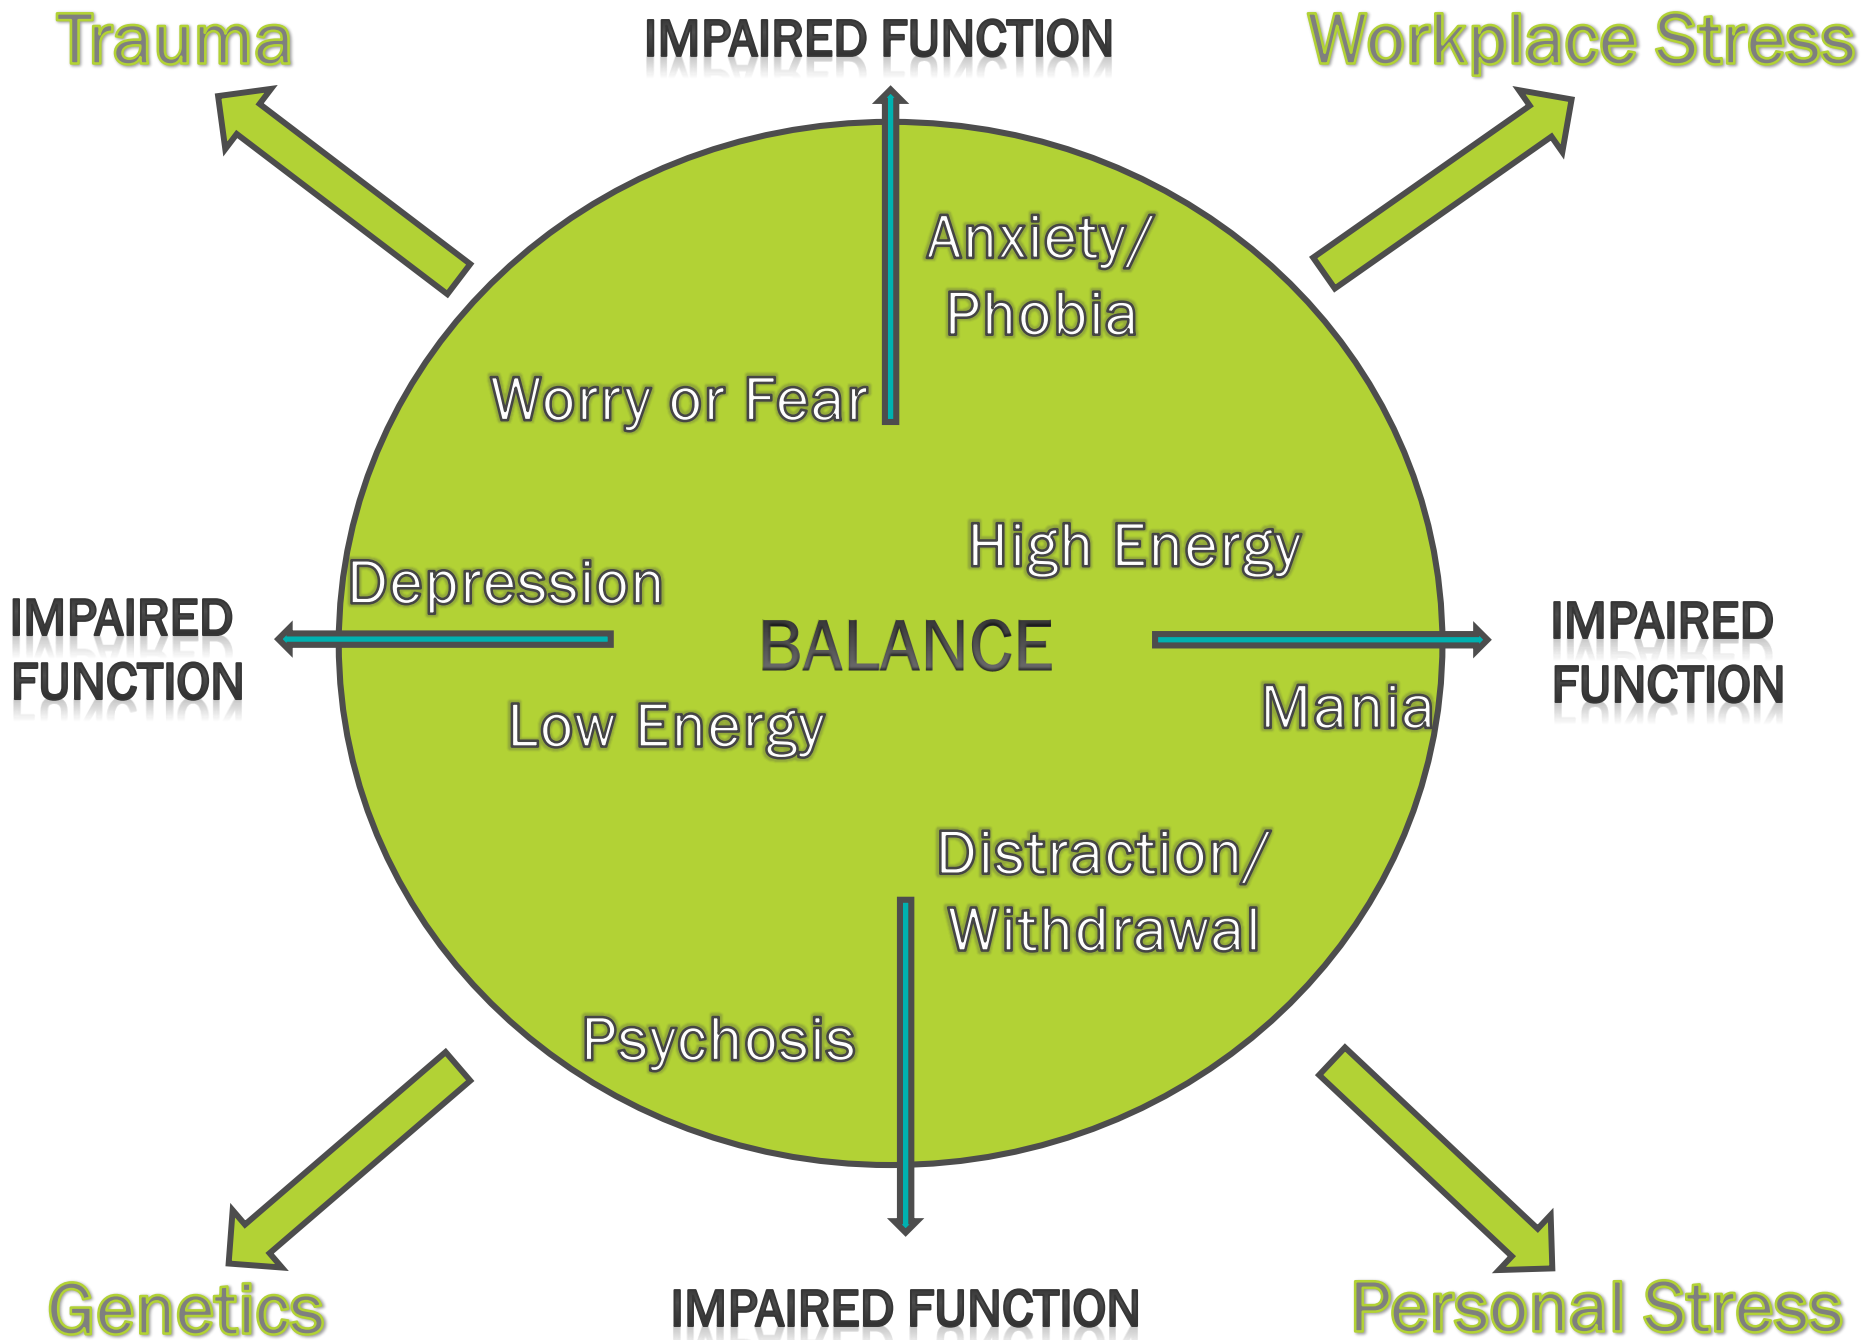 Trauma
IMPAIRED FUNCTION
Workplace Stress
Anxiety/
Phobia
Worry or Fear
High Energy
Depression
IMPAIRED
FUNCTION
BALANCE
IMPAIRED
FUNCTION
Mania
Low Energy
Distraction/
Withdrawal
Psychosis
Genetics
IMPAIRED FUNCTION
Personal Stress